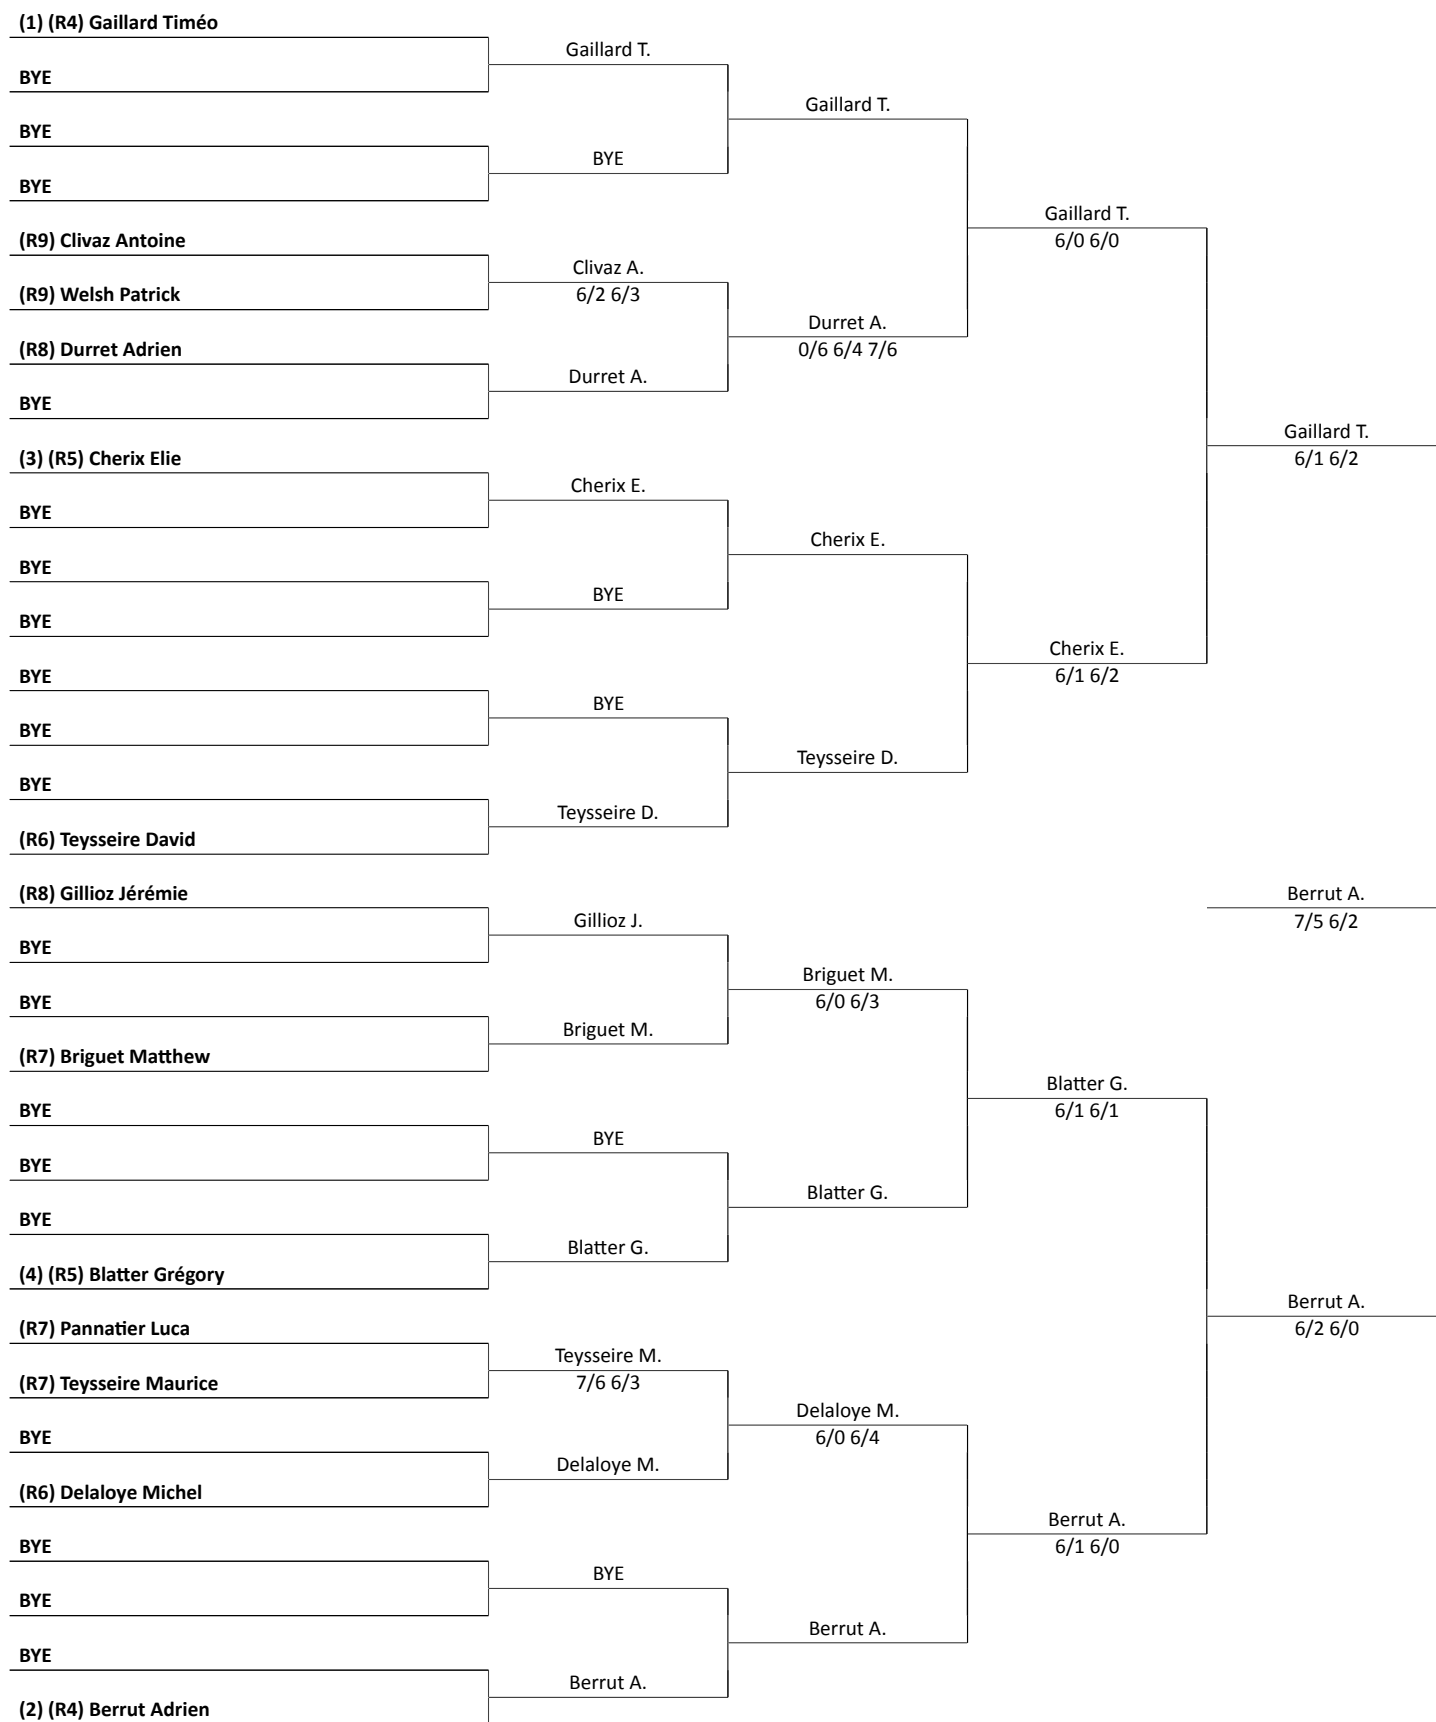 (1) (R4) Gaillard Timéo
Gaillard T.
BYE
Gaillard T.
BYE
BYE
BYE
Gaillard T.
6/0 6/0
(R9) Clivaz Antoine
Clivaz A.
6/2 6/3
(R9) Welsh Patrick
Durret A.
0/6 6/4 7/6
(R8) Durret Adrien
Durret A.
BYE
Gaillard T.
6/1 6/2
(3) (R5) Cherix Elie
Cherix E.
BYE
Cherix E.
BYE
BYE
BYE
Cherix E.
6/1 6/2
BYE
BYE
BYE
Teysseire D.
BYE
Teysseire D.
(R6) Teysseire David
(R8) Gillioz Jérémie
Berrut A.
7/5 6/2
Gillioz J.
BYE
Briguet M.
6/0 6/3
BYE
Briguet M.
(R7) Briguet Matthew
Blatter G.
6/1 6/1
BYE
BYE
BYE
Blatter G.
BYE
Blatter G.
(4) (R5) Blatter Grégory
Berrut A.
6/2 6/0
(R7) Pannatier Luca
Teysseire M.
7/6 6/3
(R7) Teysseire Maurice
Delaloye M.
6/0 6/4
BYE
Delaloye M.
(R6) Delaloye Michel
Berrut A.
6/1 6/0
BYE
BYE
BYE
Berrut A.
BYE
Berrut A.
(2) (R4) Berrut Adrien